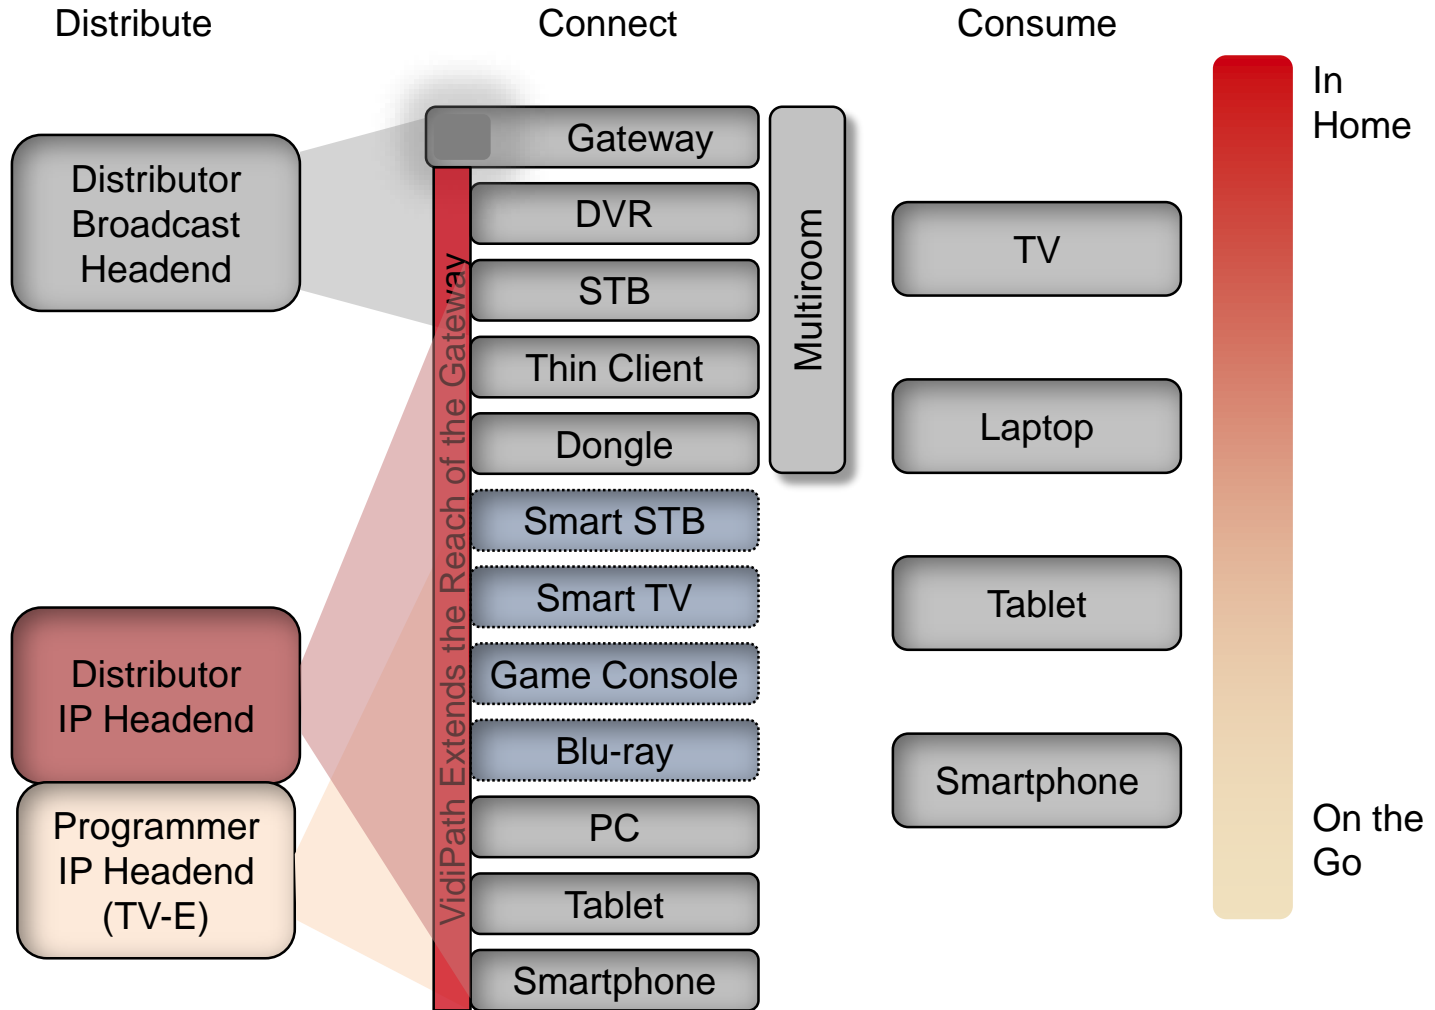 Distribute
Connect
Consume
Distributor
Broadcast
Headend
Distributor
IP Headend
Programmer
IP Headend
(TV-E)
VidiPath Extends the Reach of the Gateway
Gateway
DVR
STB
Thin Client
Dongle
Smart STB
Smart TV
Game Console
Blu-ray
PC
Tablet
Smartphone
Multiroom
TV
Laptop
Tablet
Smartphone
In
Home
On the
Go